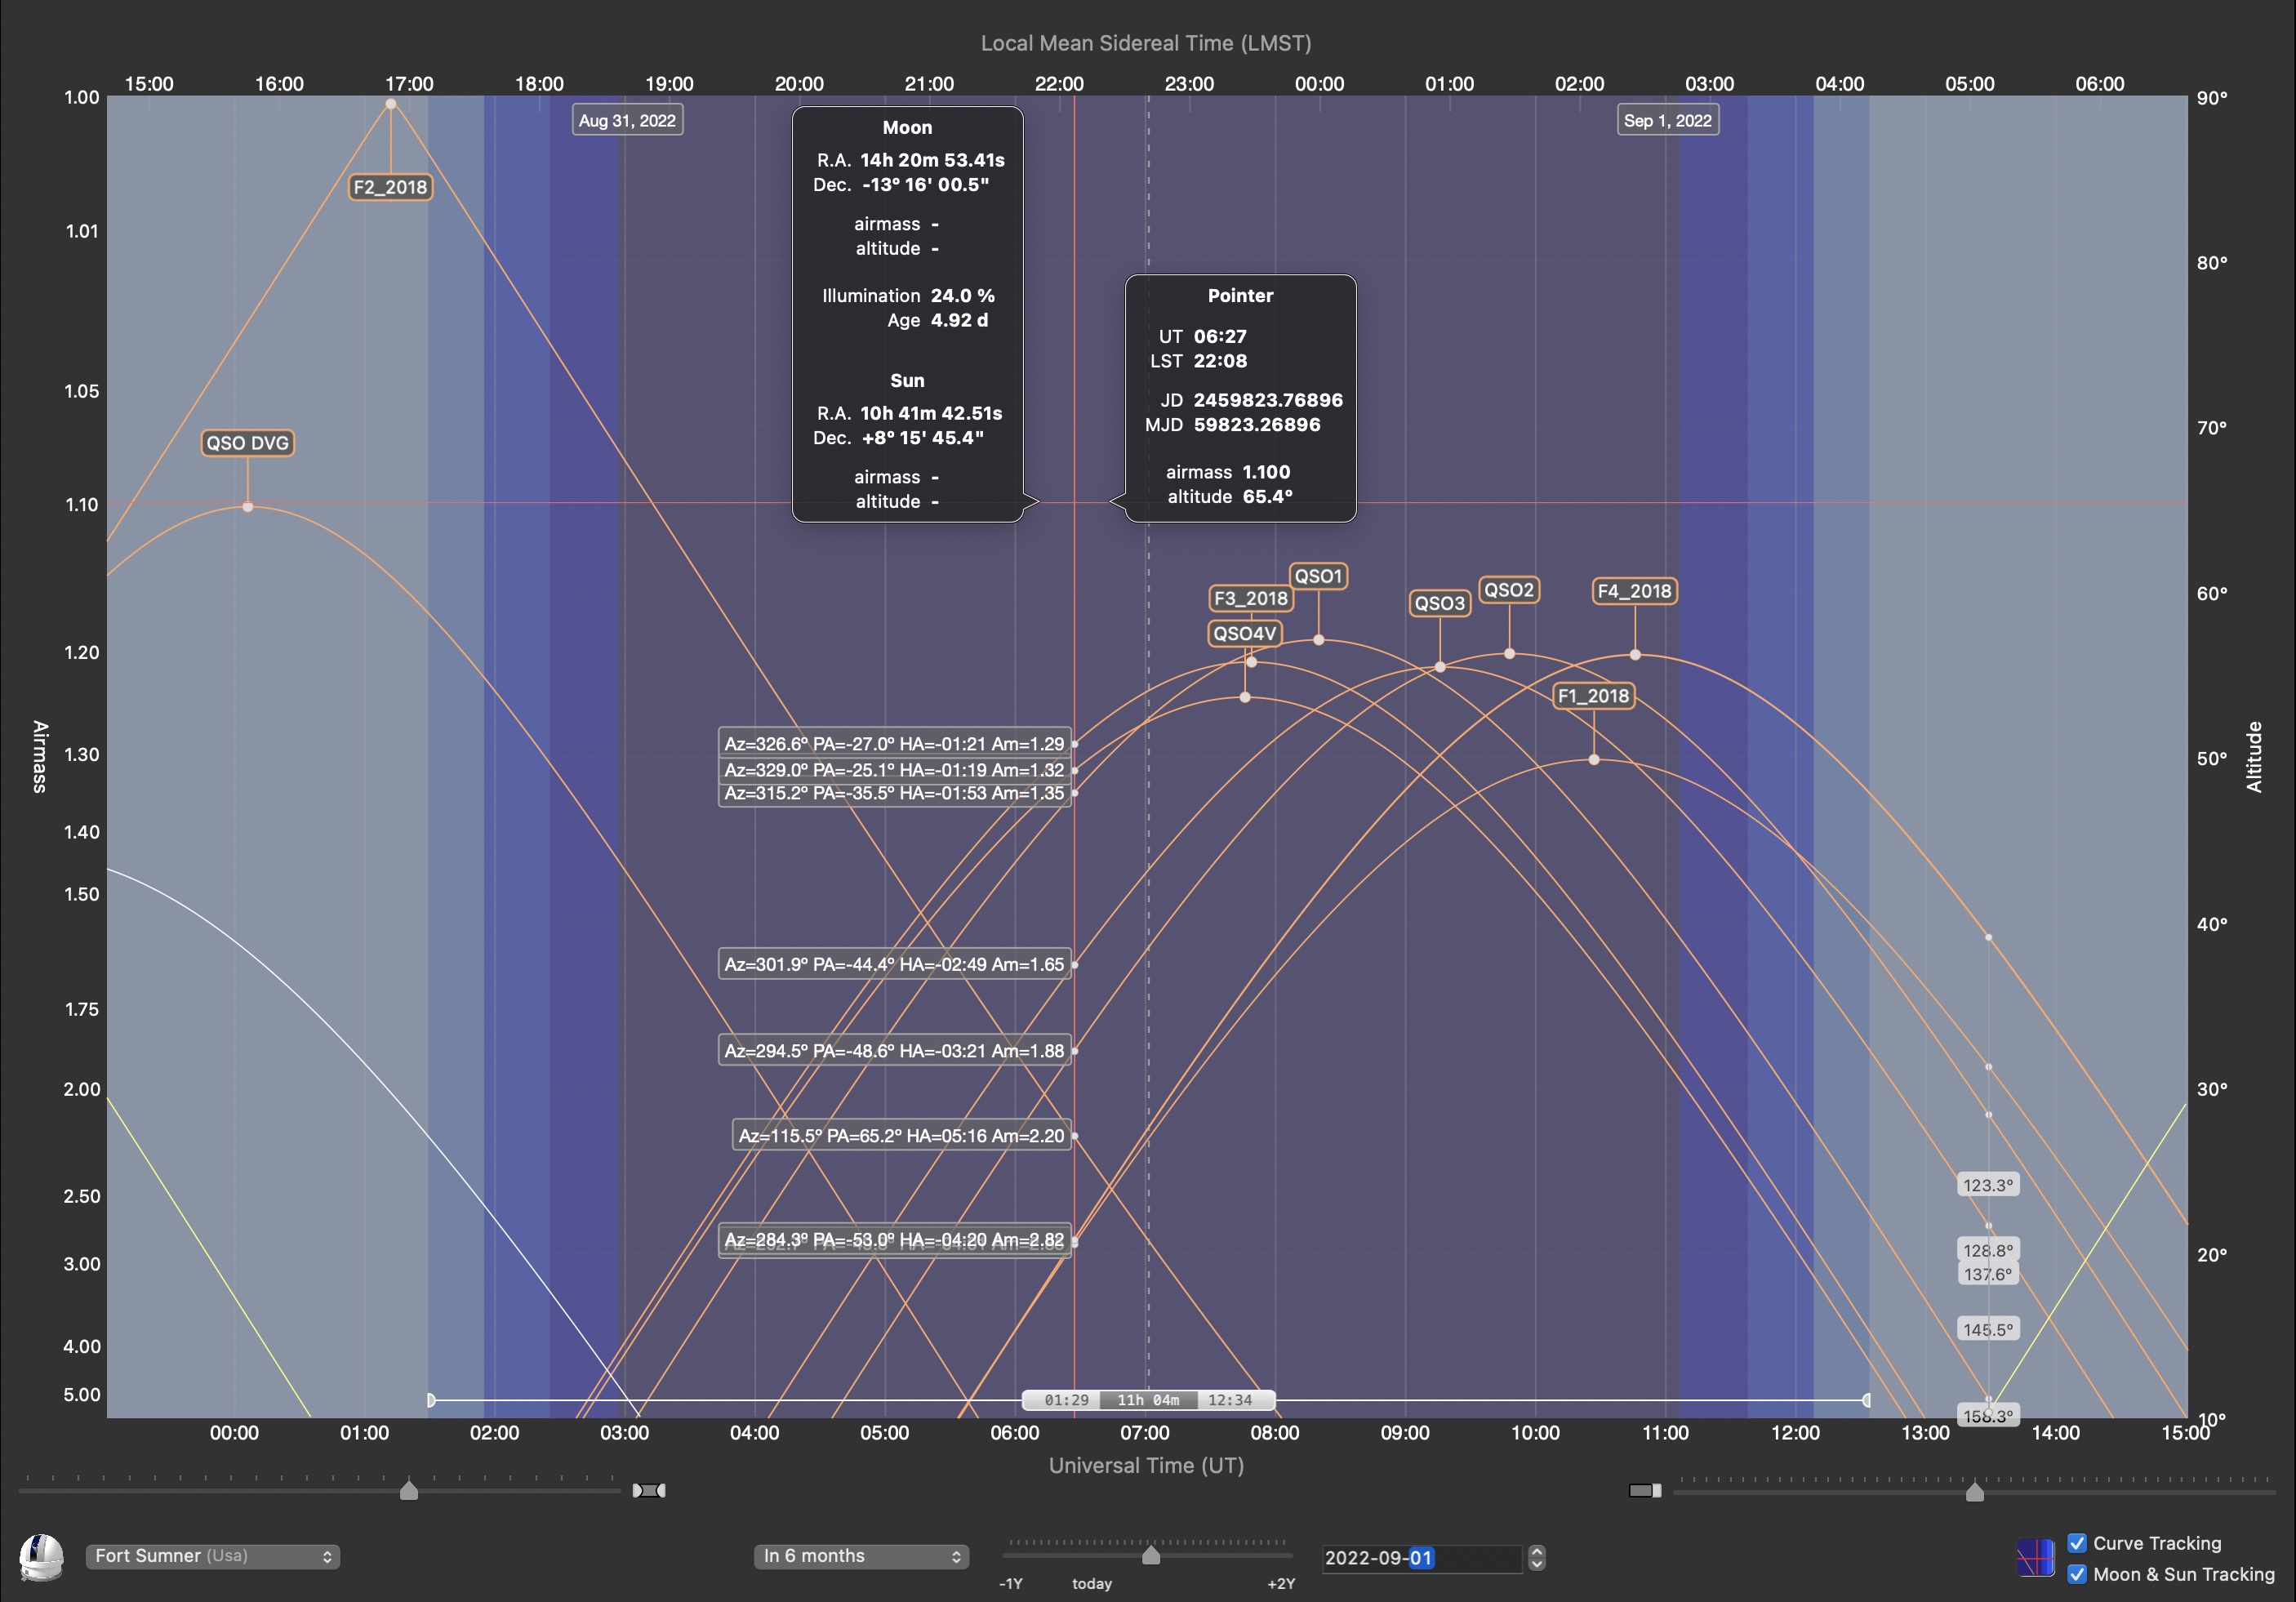 Local Mean Sidereal Time (LMST)
15:00 16:00 17:00 18:00 19:00 20:00 21:00 22:00 23:00 00:00 01:00 02:00 03:00 04:00 05:00 06:00
Aug 31, 2022
Sep 1, 2022
1.00
1.01
1.05
1.10
1.20
1.30
1.40
1.50
1.75
2.00
2.50
3.00
4.00
5.00
Airmass
90°
80°
70°
60°
50°
40°
30°
20°
10°
Altitude
F2_2018
QSO DVG
Moon
R.A. 14h 20m 53.41s
Dec. -13° 16' 00.5"
airmass -
altitude -
Illumination 24.0 %
Age 4.92 d
Sun
R.A. 10h 41m 42.51s
Dec. +8° 15' 45.4"
airmass -
altitude -
Pointer
UT 06:27
LST 22:08
JD 2459823.76896
MJD 59823.26896
airmass 1.100
altitude 65.4°
QSO1
F3_2018
QSO4V
QSO3
QSO2
F4_2018
F1_2018
Az=326.6° PA=-27.0° HA=-01:21 Am=1.29
Az=329.0° PA=-25.1° HA=-01:19 Am=1.32
Az=315.2° PA=-35.5° HA=-01:53 Am=1.35
Az=301.9° PA=-44.4° HA=-02:49 Am=1.65
Az=294.5° PA=-48.6° HA=-03:21 Am=1.88
Az=115.5° PA=65.2° HA=05:16 Am=2.20
Az=284.3° PA=-53.0° HA=-04:20 Am=2.82
123.3°
128.8°
137.6°
145.5°
158.3°
01:29 11h 04m 12:34
00:00 01:00 02:00 03:00 04:00 05:00 06:00 07:00 08:00 09:00 10:00 11:00 12:00 13:00 14:00 15:00
Universal Time (UT)
Fort Sumner (Usa)
In 6 months
-1Y today +2Y
2022-09-01
Curve Tracking
Moon & Sun Tracking